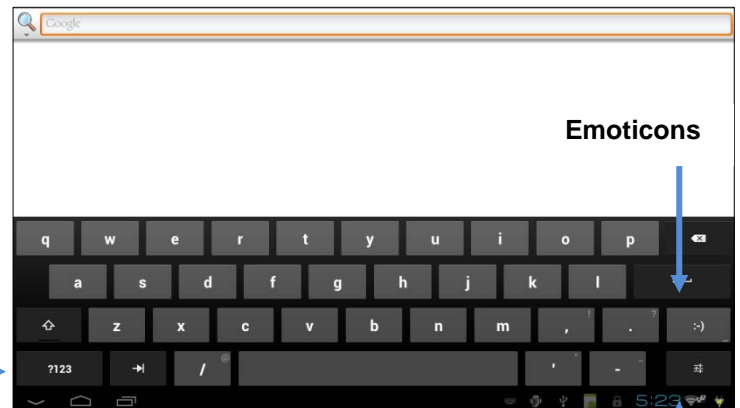 Google
Emoticons
q w e r t y u i o p
a s d f g h j k l
! ?
z x c v b n m , . :-)
@ " _
?123 / ' -
5:23